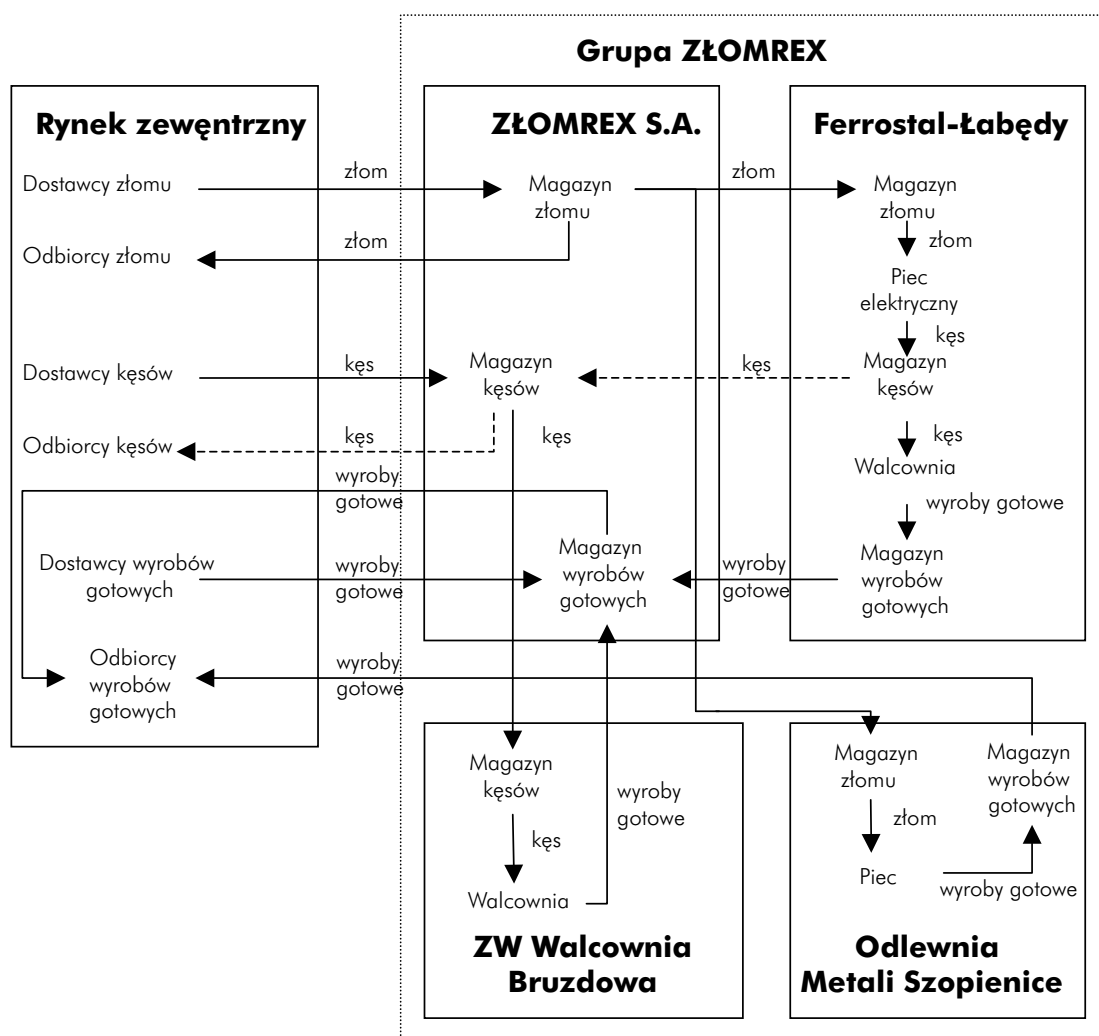 Grupa ZŁOMREX
Rynek zewęntrzny
Dostawcy złomu
Odbiorcy złomu
Dostawcy kęsów
Odbiorcy kęsów
Dostawcy wyrobów
gotowych
Odbiorcy
wyrobów
gotowych
złom
złom
kęs
kęs
wyroby
gotowe
wyroby
gotowe
wyroby
gotowe
ZŁOMREX S.A.
Magazyn
złomu
Magazyn
kęsów
kęs
Magazyn
wyrobów
gotowych
złom
kęs
wyroby
gotowe
Ferrostal-Łabędy
Magazyn
złomu
złom
Piec
elektryczny
kęs
Magazyn
kęsów
kęs
Walcownia
wyroby gotowe
Magazyn
wyrobów
gotowych
Magazyn
kęsów
kęs
Walcownia
wyroby
gotowe
ZW Walcownia
Bruzdowa
Magazyn
złomu
złom
Piec
wyroby gotowe
Magazyn
wyrobów
gotowych
Odlewnia
Metali Szopienice